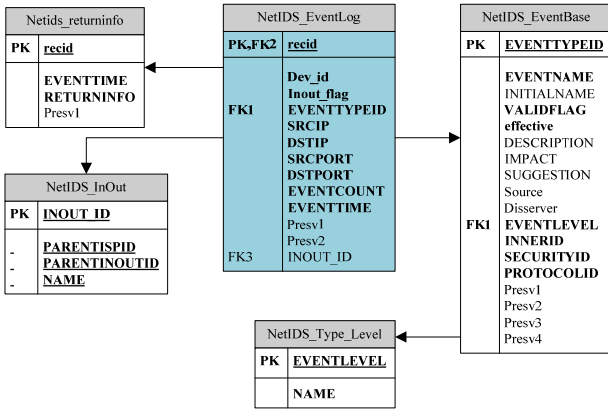 Netids_returninfo
PK recid
EVENTTIME
RETURNINFO
Presv1
NetIDS_InOut
PK INOUT_ID
- PARENTISPID
- PARENTINOUTID
- NAME
NetIDS_EventLog
PK,FK2 recid
Dev_id
Inout_flag
FK1 EVENTTYPEID
SRCIP
DSTIP
SRCPORT
DSTPORT
EVENTCOUNT
EVENTTIME
Presv1
Presv2
FK3 INOUT_ID
NetIDS_EventBase
PK EVENTTYPEID
EVENTNAME
INITIALNAME
VALIDFLAG
effective
DESCRIPTION
IMPACT
SUGGESTION
Source
Disserver
FK1 EVENTLEVEL
INNERID
SECURITYID
PROTOCOLID
Presv1
Presv2
Presv3
Presv4
NetIDS_Type_Level
PK EVENTLEVEL
NAME